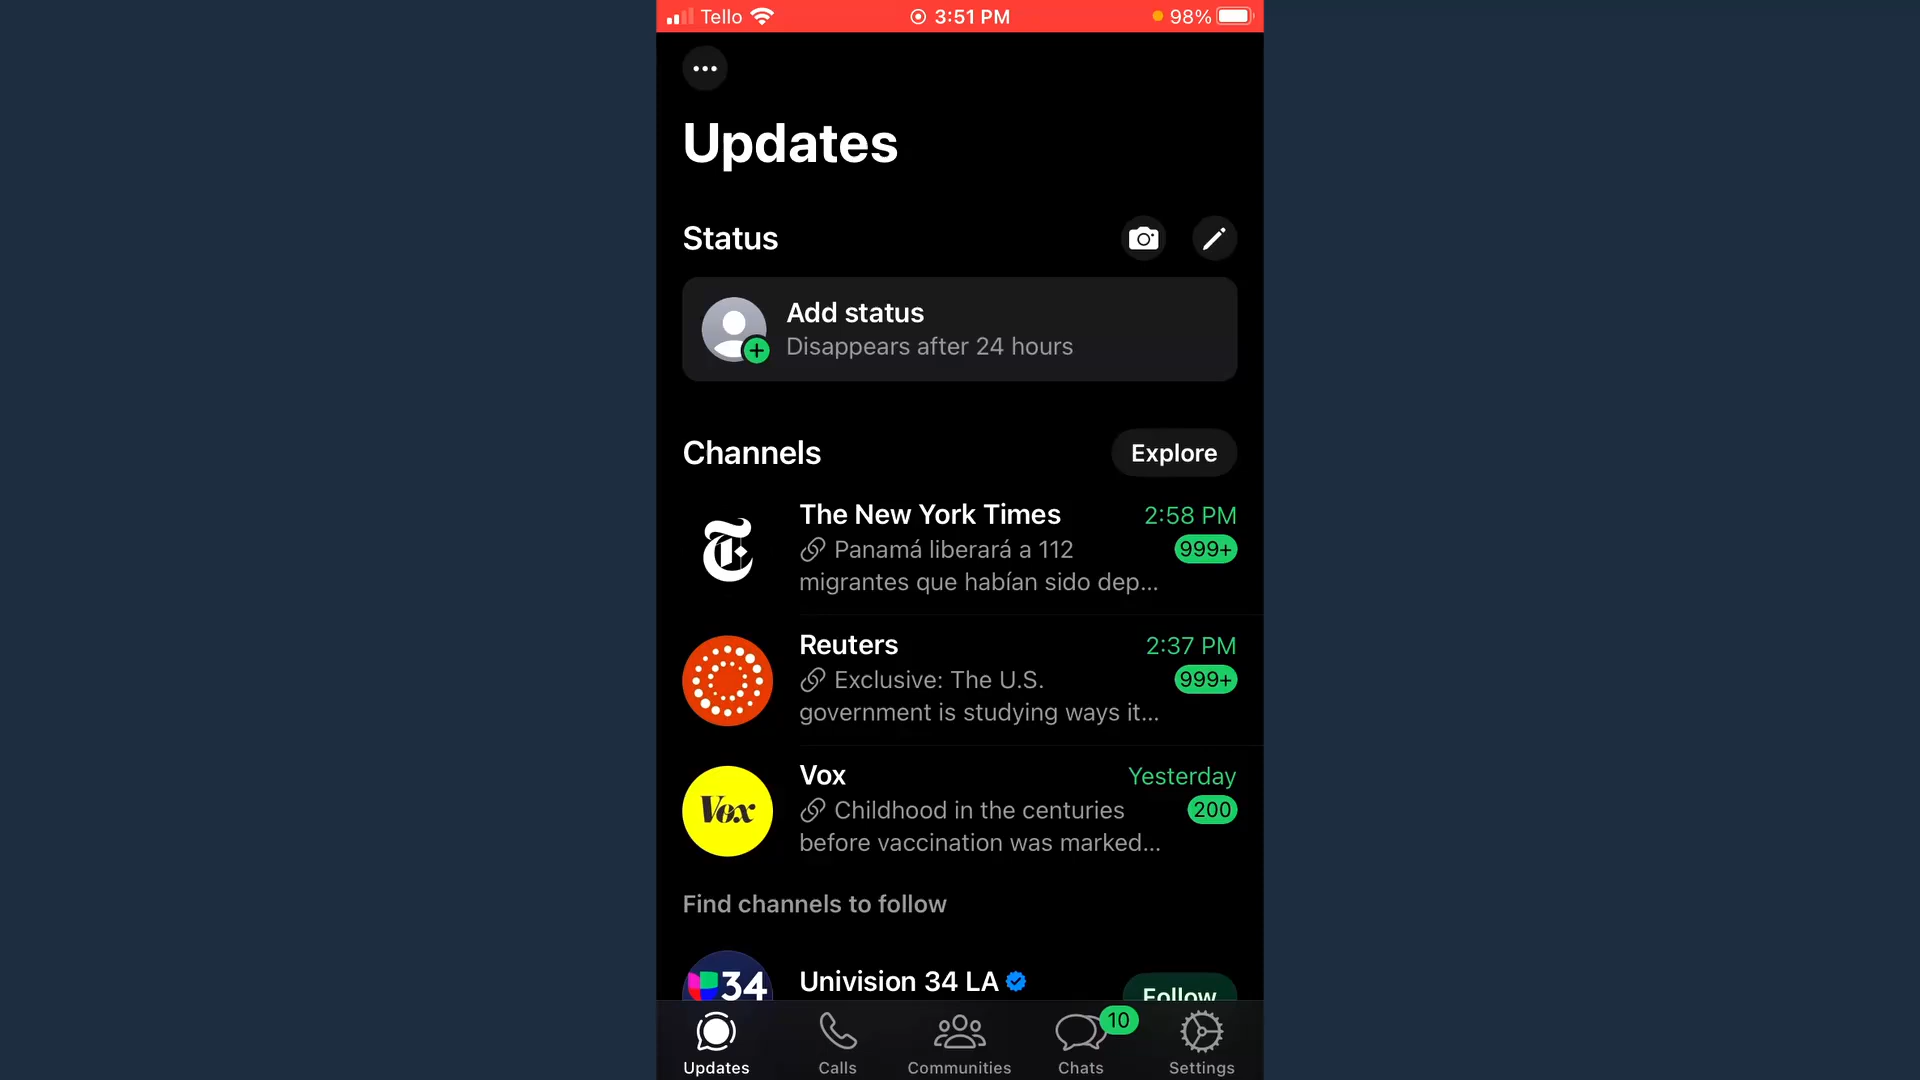 Tello 3:51 PM 98%
Updates
Status
Add status
Disappears after 24 hours
Channels Explore
The New York Times 2:58 PM
Panamá liberará a 112 999+
migrantes que habían sido dep...
Reuters 2:37 PM
Exclusive: The U.S. 999+
government is studying ways it...
Vox Yesterday
Vox
Childhood in the centuries 200
before vaccination was marked...
Find channels to follow
34 Univision 34 LA Follow
10
Updates Calls Communities Chats Settings